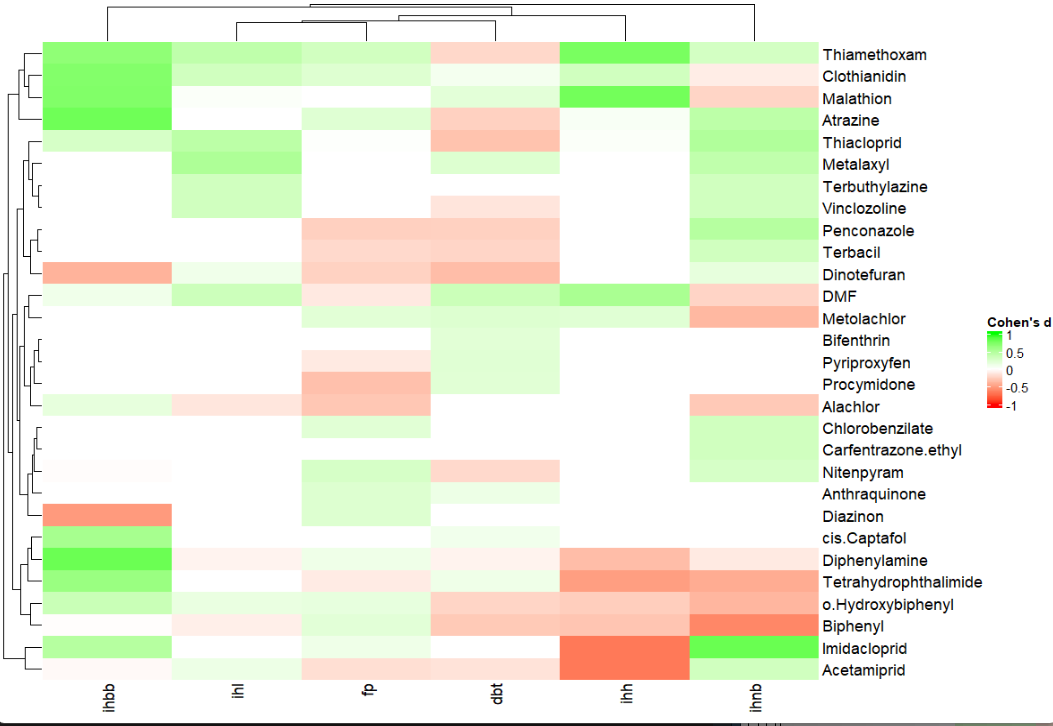 Thiamethoxam
Clothianidin
Malathion
Atrazine
Thiacloprid
Metalaxyl
Terbuthylazine
Vinclozoline
Penconazole
Terbacil
Dinotefuran
DMF
Metolachlor
Bifenthrin
Pyriproxyfen
Procymidone
Alachlor
Chlorobenzilate
Carfentrazone.ethyl
Nitenpyram
Anthraquinone
Diazinon
cis.Captafol
Diphenylamine
Tetrahydrophthalimide
o.Hydroxybiphenyl
Biphenyl
Imidacloprid
Acetamiprid
ihbb
ihl
fp
dbt
ihh
ihnb
Cohen's d
1
0.5
0
-0.5
-1